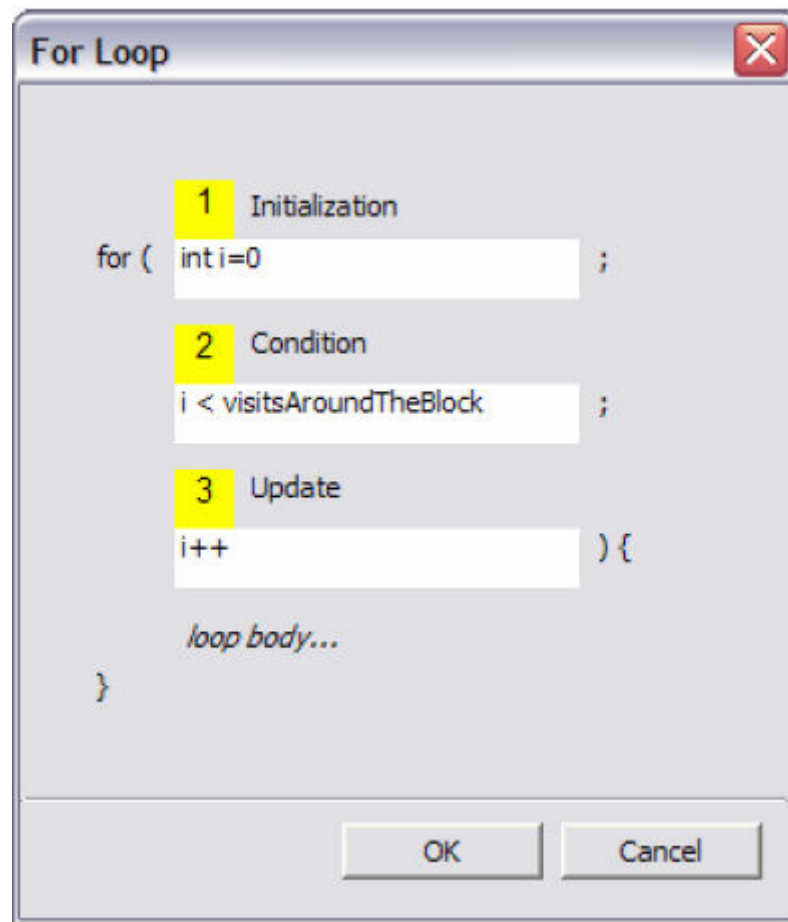 For Loop
1 Initialization
for ( int i=0 ;
2 Condition
i < visitsAroundTheBlock ;
3 Update
i++ ) {
loop body...
}
OK Cancel